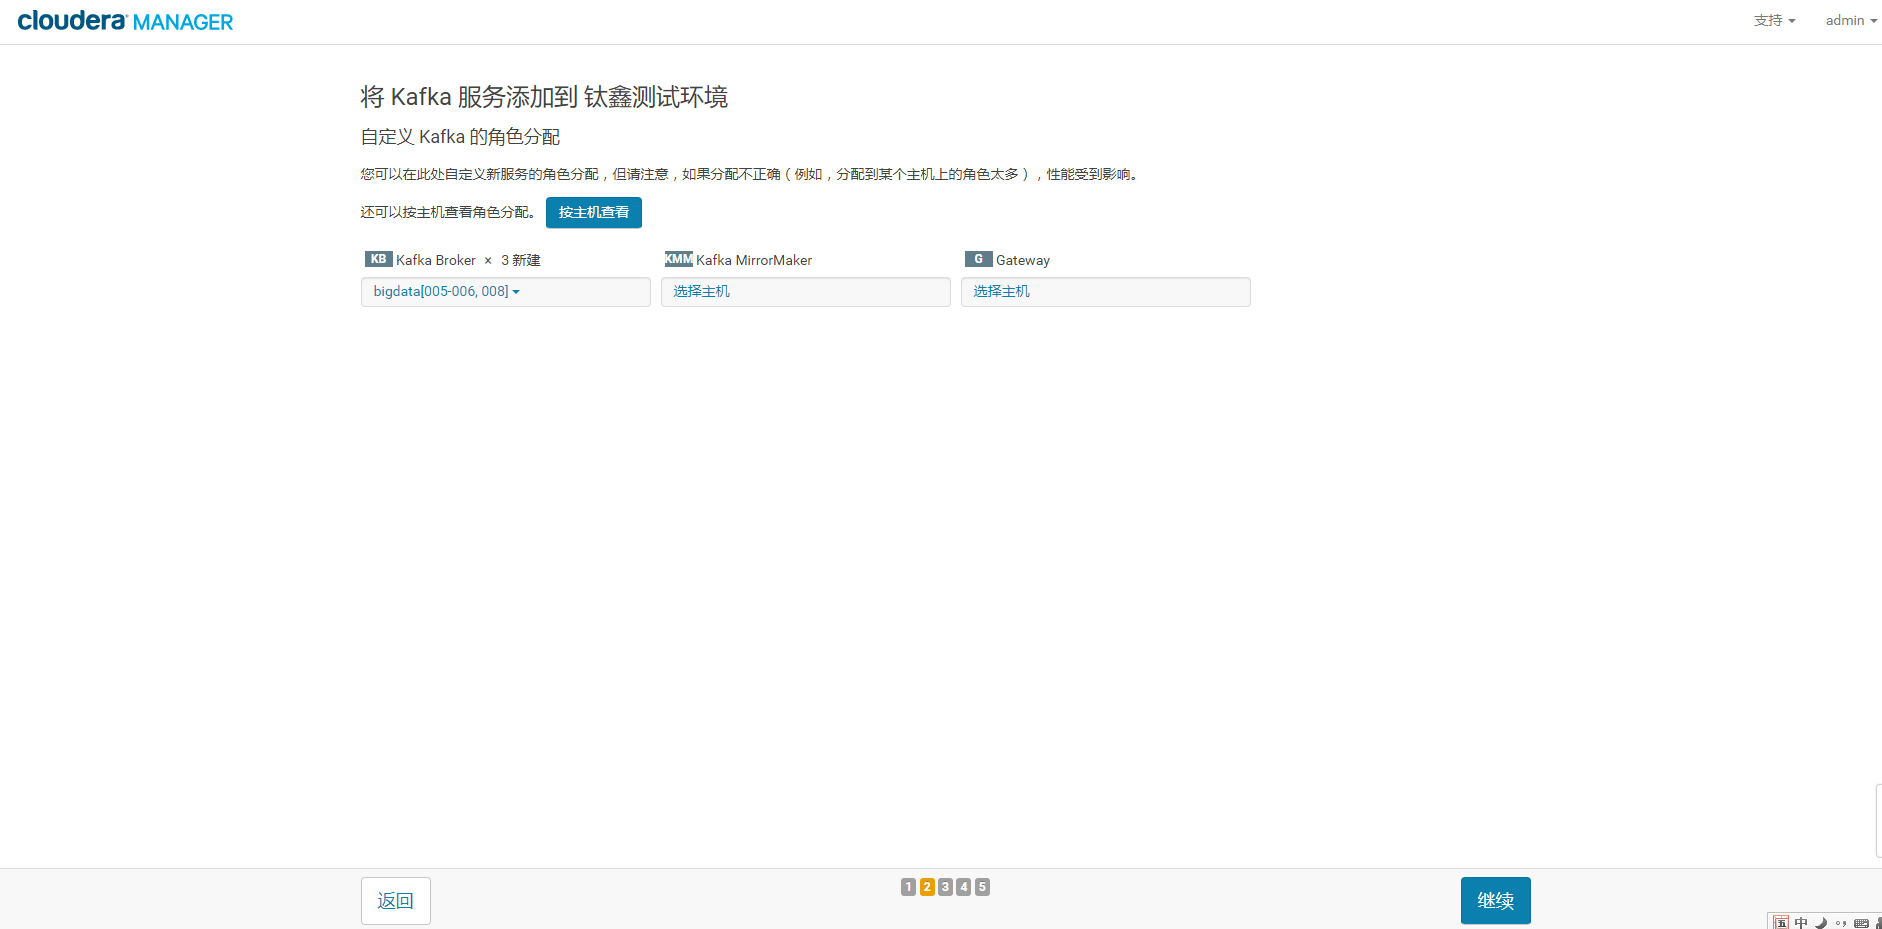 cloudera MANAGER
支持 admin
将 Kafka 服务添加到 钛鑫测试环境
自定义 Kafka 的角色分配
您可以在此处自定义新服务的角色分配，但请注意，如果分配不正确（例如，分配到某个主机上的角色太多），性能受到影响。
还可以按主机查看角色分配。 按主机查看
KB Kafka Broker × 3 新建
bigdata[005-006, 008]
KMM Kafka MirrorMaker
选择主机
G Gateway
选择主机
返回
1 2 3 4 5
继续
五 中